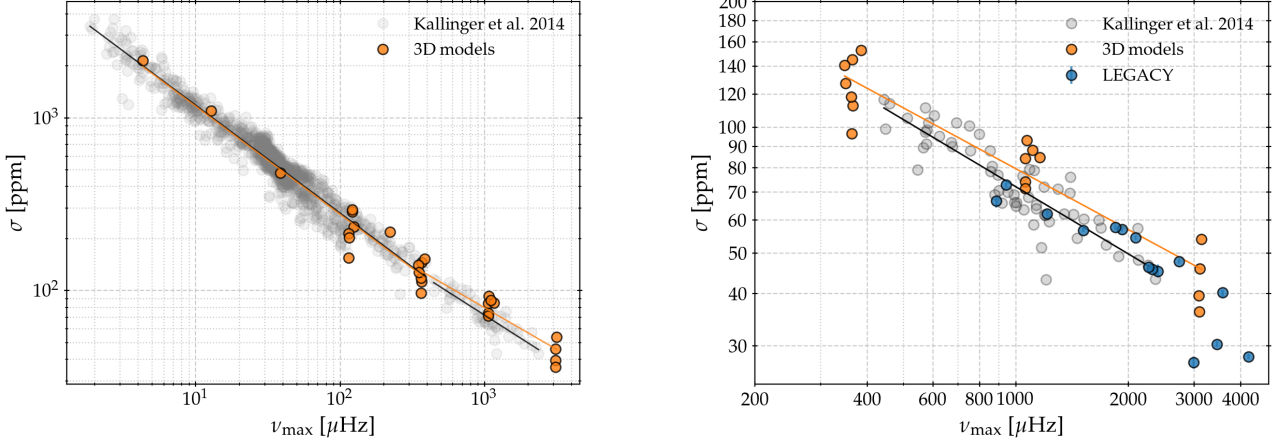 Kallinger et al. 2014
3D models
10³
10²
σ [ppm]
10¹ 10² 10³
ν_max [μHz]
Kallinger et al. 2014
3D models
LEGACY
200
180
160
140
120
100
90
80
70
60
50
40
30
σ [ppm]
200 400 600 800 1000 2000 3000 4000
ν_max [μHz]